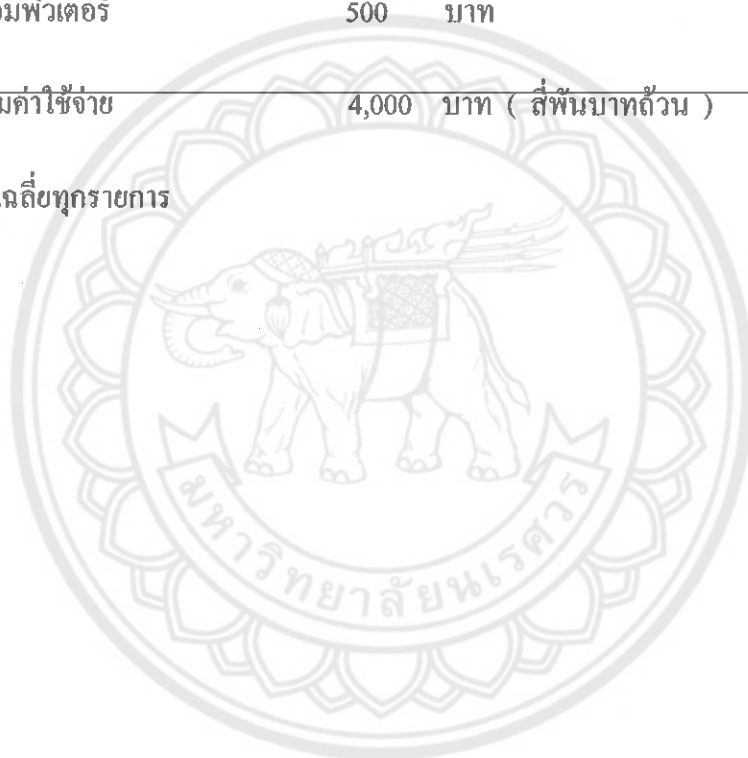 อมพิวเตอร์ 500 บาท
มค่าใช้จ่าย 4,000 บาท ( สี่พันบาทถ้วน )
เฉลี่ยทุกรายการ
มหาวิทยาลัยนเรศวร